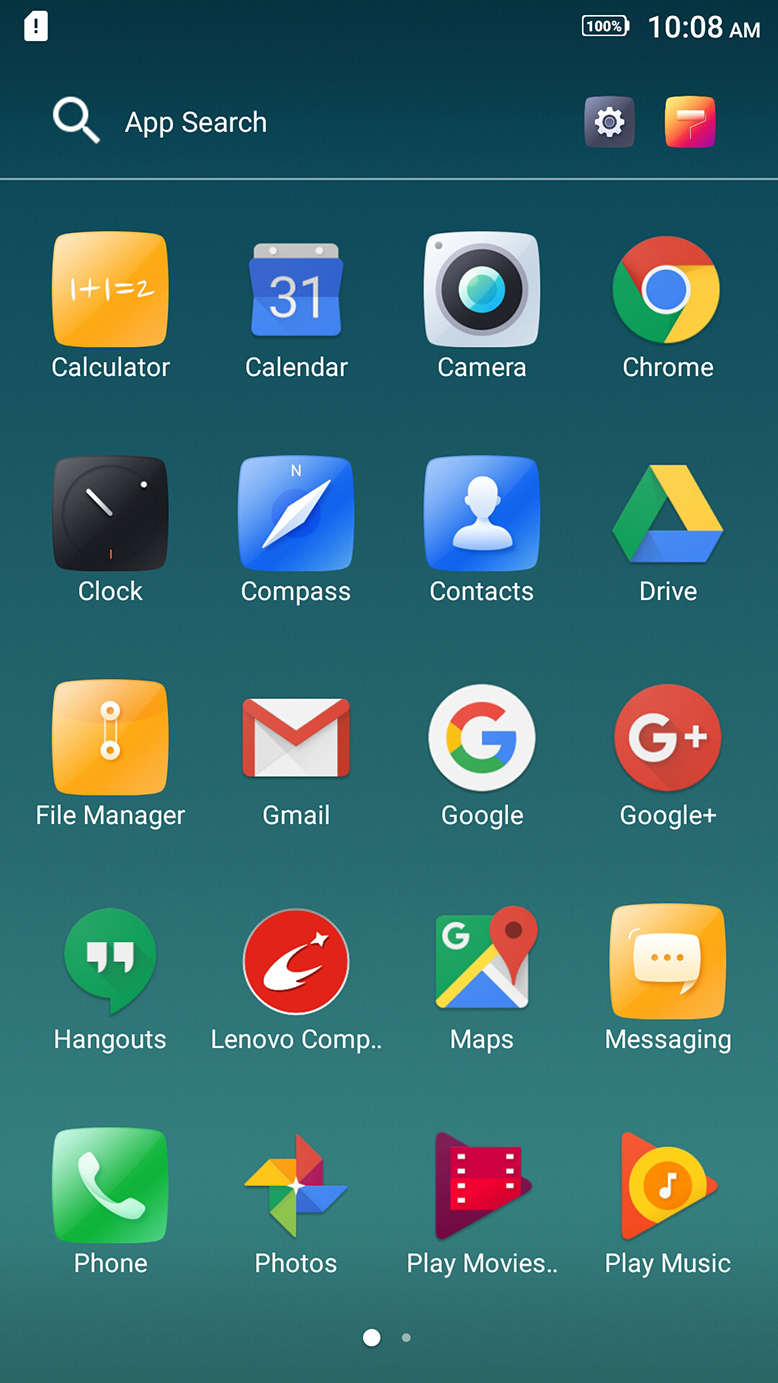 !
100% 10:08 AM
App Search
1+1=2
31
Calculator Calendar Camera Chrome
N
Clock Compass Contacts Drive
G G+
File Manager Gmail Google Google+
G
Hangouts Lenovo Comp.. Maps Messaging
Phone Photos Play Movies.. Play Music